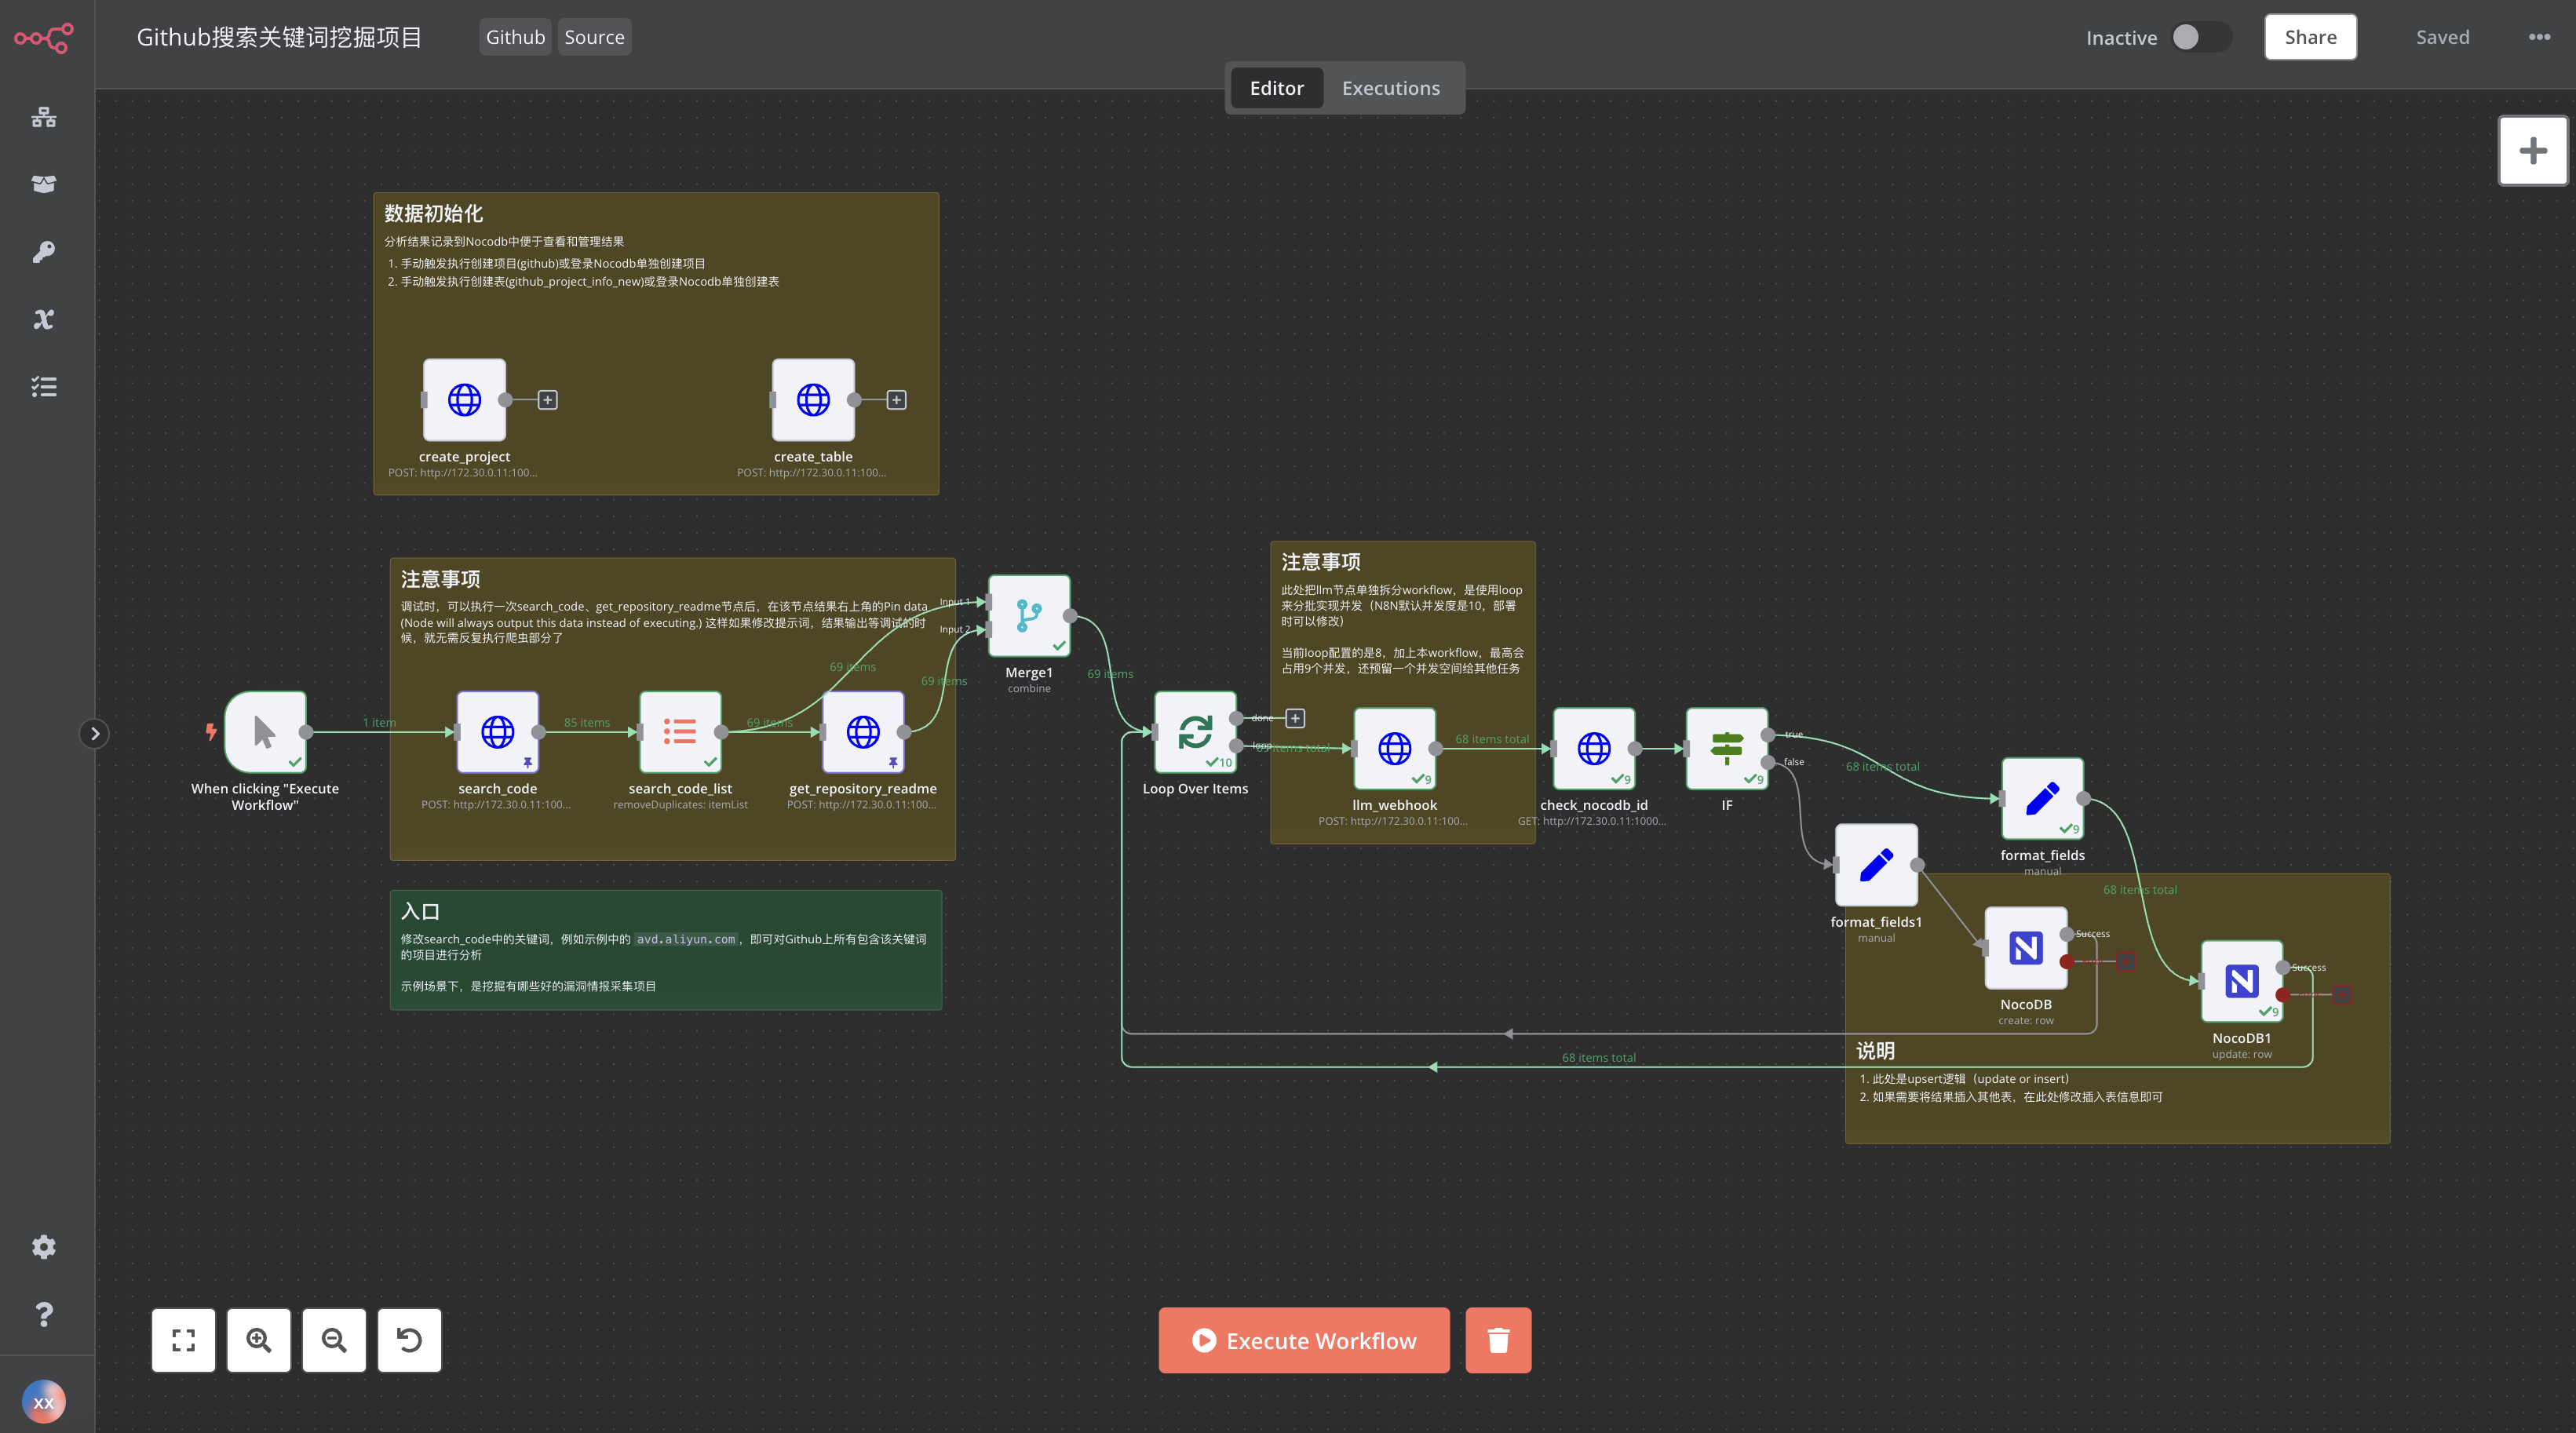 Github搜索关键词挖掘项目
Github
Source
Inactive
Share
Saved
Editor
Executions
数据初始化
分析结果记录到Nocodb中便于查看和管理结果
1. 手动触发执行创建项目(github)或登录Nocodb单独创建项目
2. 手动触发执行创建表(github_project_info_new)或登录Nocodb单独创建表
create_project
POST: http://172.30.0.11:100...
create_table
POST: http://172.30.0.11:100...
注意事项
调试时，可以执行一次search_code、get_repository_readme节点后，在该节点结果右上角的Pin data
(Node will always output this data instead of executing.) 这样如果修改提示词，结果输出等调试的时
候，就无需反复执行爬虫部分了
Input 1
Input 2
Merge1
combine
69 items
69 items
69 items
1 item
85 items
69 items
When clicking "Execute
Workflow"
search_code
POST: http://172.30.0.11:100...
search_code_list
removeDuplicates: itemList
get_repository_readme
POST: http://172.30.0.11:100...
注意事项
此处把llm节点单独拆分workflow，是使用loop
来分批实现并发（N8N默认并发度是10，部署
时可以修改）
当前loop配置的是8，加上本workflow，最高会
占用9个并发，还预留一个并发空间给其他任务
done
loop
69 items total
10
Loop Over Items
9
llm_webhook
POST: http://172.30.0.11:100...
68 items total
9
check_nocodb_id
GET: http://172.30.0.11:1000...
9
IF
true
false
68 items total
9
format_fields
manual
68 items total
format_fields1
manual
Success
NocoDB
create: row
Success
9
NocoDB1
update: row
68 items total
说明
1. 此处是upsert逻辑（update or insert）
2. 如果需要将结果插入其他表，在此处修改插入表信息即可
入口
修改search_code中的关键词，例如示例中的 avd.aliyun.com，即可对Github上所有包含该关键词
的项目进行分析
示例场景下，是挖掘有哪些好的漏洞情报采集项目
Execute Workflow
XX